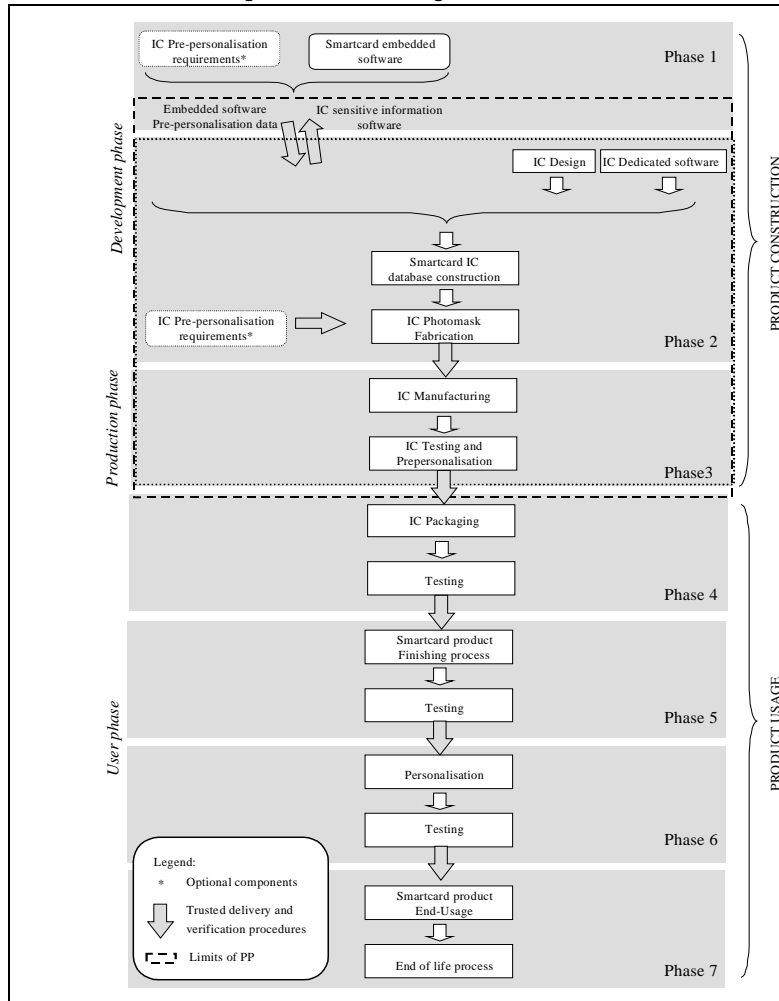 IC Pre-personalisation
requirements*
Smartcard embedded
software
Phase 1
Embedded software
Pre-personalisation data
IC sensitive information
software
Development phase
IC Design
IC Dedicated software
PRODUCT CONSTRUCTION
Smartcard IC
database construction
IC Pre-personalisation
requirements*
IC Photomask
Fabrication
Phase 2
Production phase
IC Manufacturing
IC Testing and
Prepersonalisation
Phase3
IC Packaging
Testing
Phase 4
Smartcard product
Finishing process
Testing
Phase 5
User phase
PRODUCT USAGE
Personalisation
Testing
Phase 6
Legend:
* Optional components
Trusted delivery and
verification procedures
Limits of PP
Smartcard product
End-Usage
End of life process
Phase 7